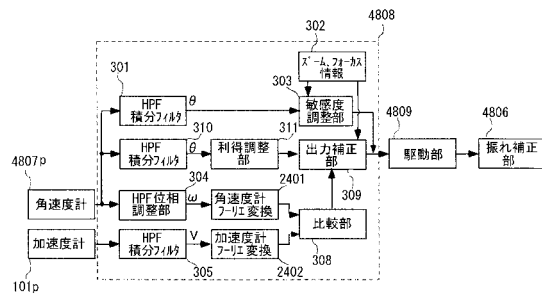 302
4808
301
ズーム、フォーカス
情報
303
HPF
積分フィルタ
θ
敏感度
調整部
310
311
4809
4806
4807p
HPF
積分フィルタ
θ
利得調整
部
出力補正
部
駆動部
振れ補正
部
304
2401
309
角速度計
HPF位相
調整部
ω
角速度計
フーリエ変換
比較部
加速度計
HPF
積分フィルタ
V
加速度計
フーリエ変換
308
101p
305
2402